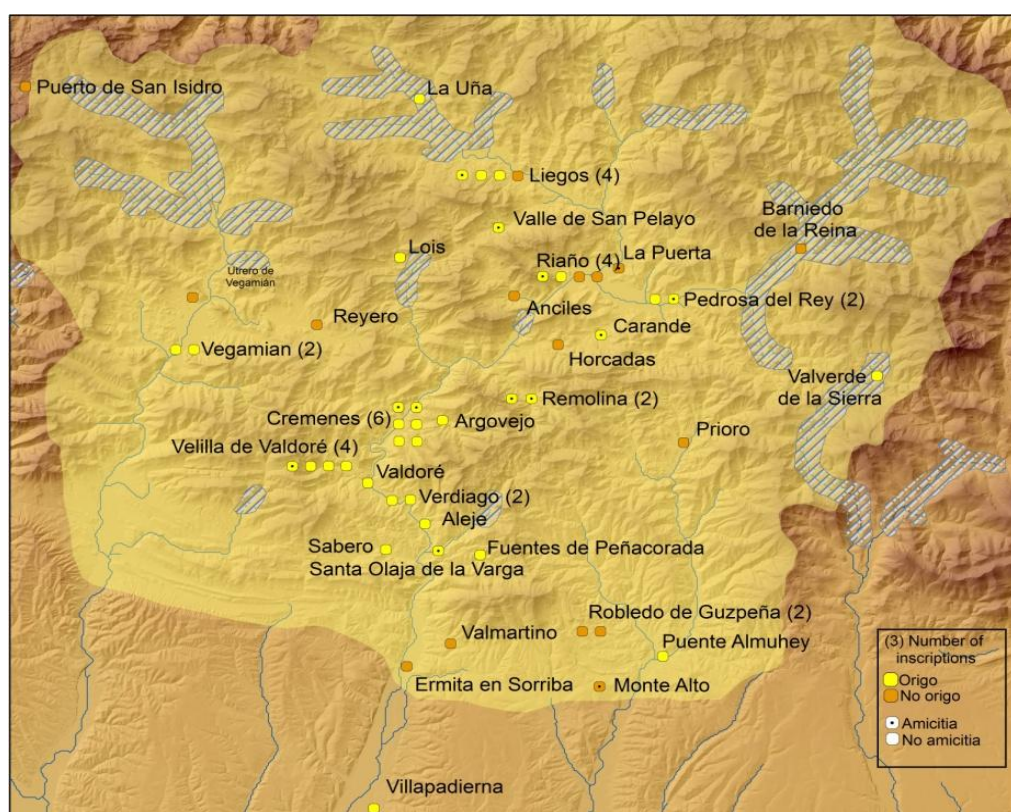 Puerto de San Isidro
La Uña
Liegos (4)
Valle de San Pelayo
Barniedo
de la Reina
Lois
La Puerta
Riaño (4)
Utrero de
Vegamián
Anciles
Pedrosa del Rey (2)
Reyero
Carande
Horcadas
Vegamian (2)
Valverde
de la Sierra
Remolina (2)
Cremenes (6)
Argovejo
Prioro
Velilla de Valdoré (4)
Valdoré
Verdiago (2)
Aleje
Sabero
Fuentes de Peñacorada
Santa Olaja de la Varga
Robledo de Guzpeña (2)
Valmartino
Puente Almuhey
Ermita en Sorriba
Monte Alto
Villapadierna
(3) Number of
inscriptions
Origo
No origo
Amicitia
No amicitia